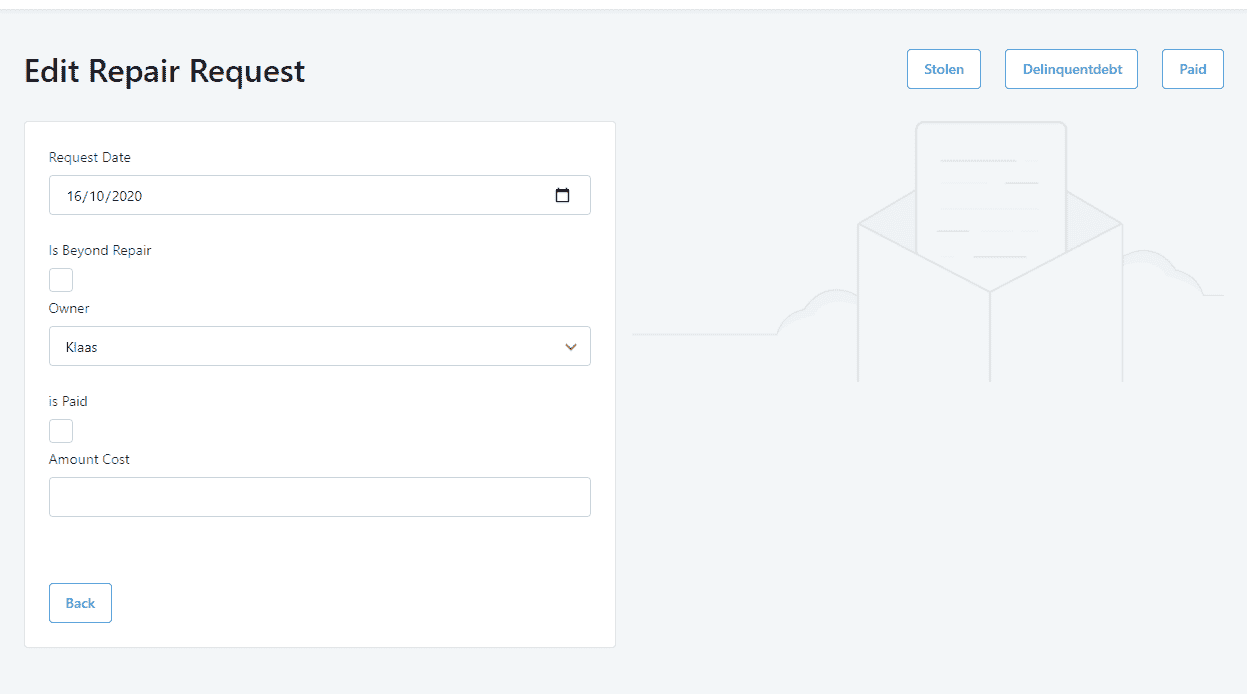 Edit Repair Request
Stolen
Delinquentdebt
Paid
Request Date
16/10/2020
Is Beyond Repair
Owner
Klaas
is Paid
Amount Cost
Back